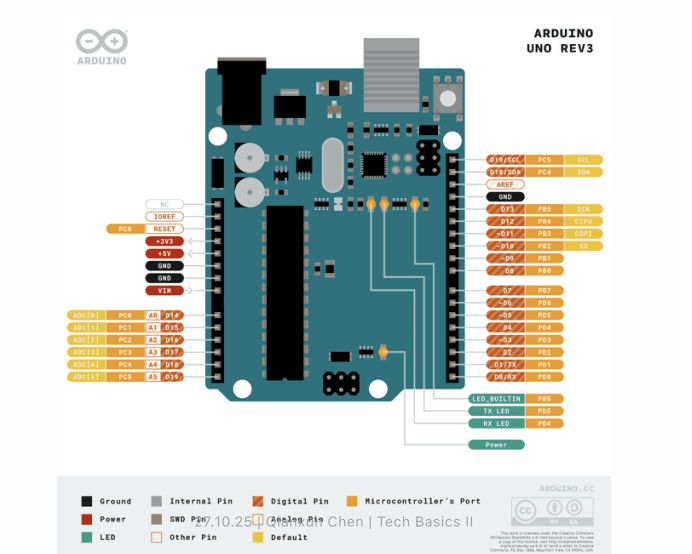 ARDUINO
ARDUINO
UNO REV3
NC
IOREF
PC6 RESET
+3V3
+5V
GND
GND
VIN
ADC[0] PC0 A0 D14
ADC[1] PC1 A1 D15
ADC[2] PC2 A2 D16
ADC[3] PC3 A3 D17
ADC[4] PC4 A4 D18
ADC[5] PC5 A5 D19
D19/SCL PC5 SCL
D18/SDA PC4 SDA
AREF
GND
~D13 PB5 SCK
D12 PB4 CIPO
~D11 PB3 COPI
~D10 PB2
~D9 PB1
D8 PB0
D7 PD7
~D6 PD6
~D5 PD5
D4 PD4
~D3 PD3
D2 PD2
D1/TX PD1
D0/RX PD0
LED_BUILTIN PB5
TX LED PD5
RX LED PD4
Power
Ground Internal Pin Digital Pin Microcontroller's Port
Power SWD Pin Analog Pin
LED Other Pin Default
27.10.25 | Qiankun Chen | Tech Basics II
ARDUINO.CC
CC BY SA